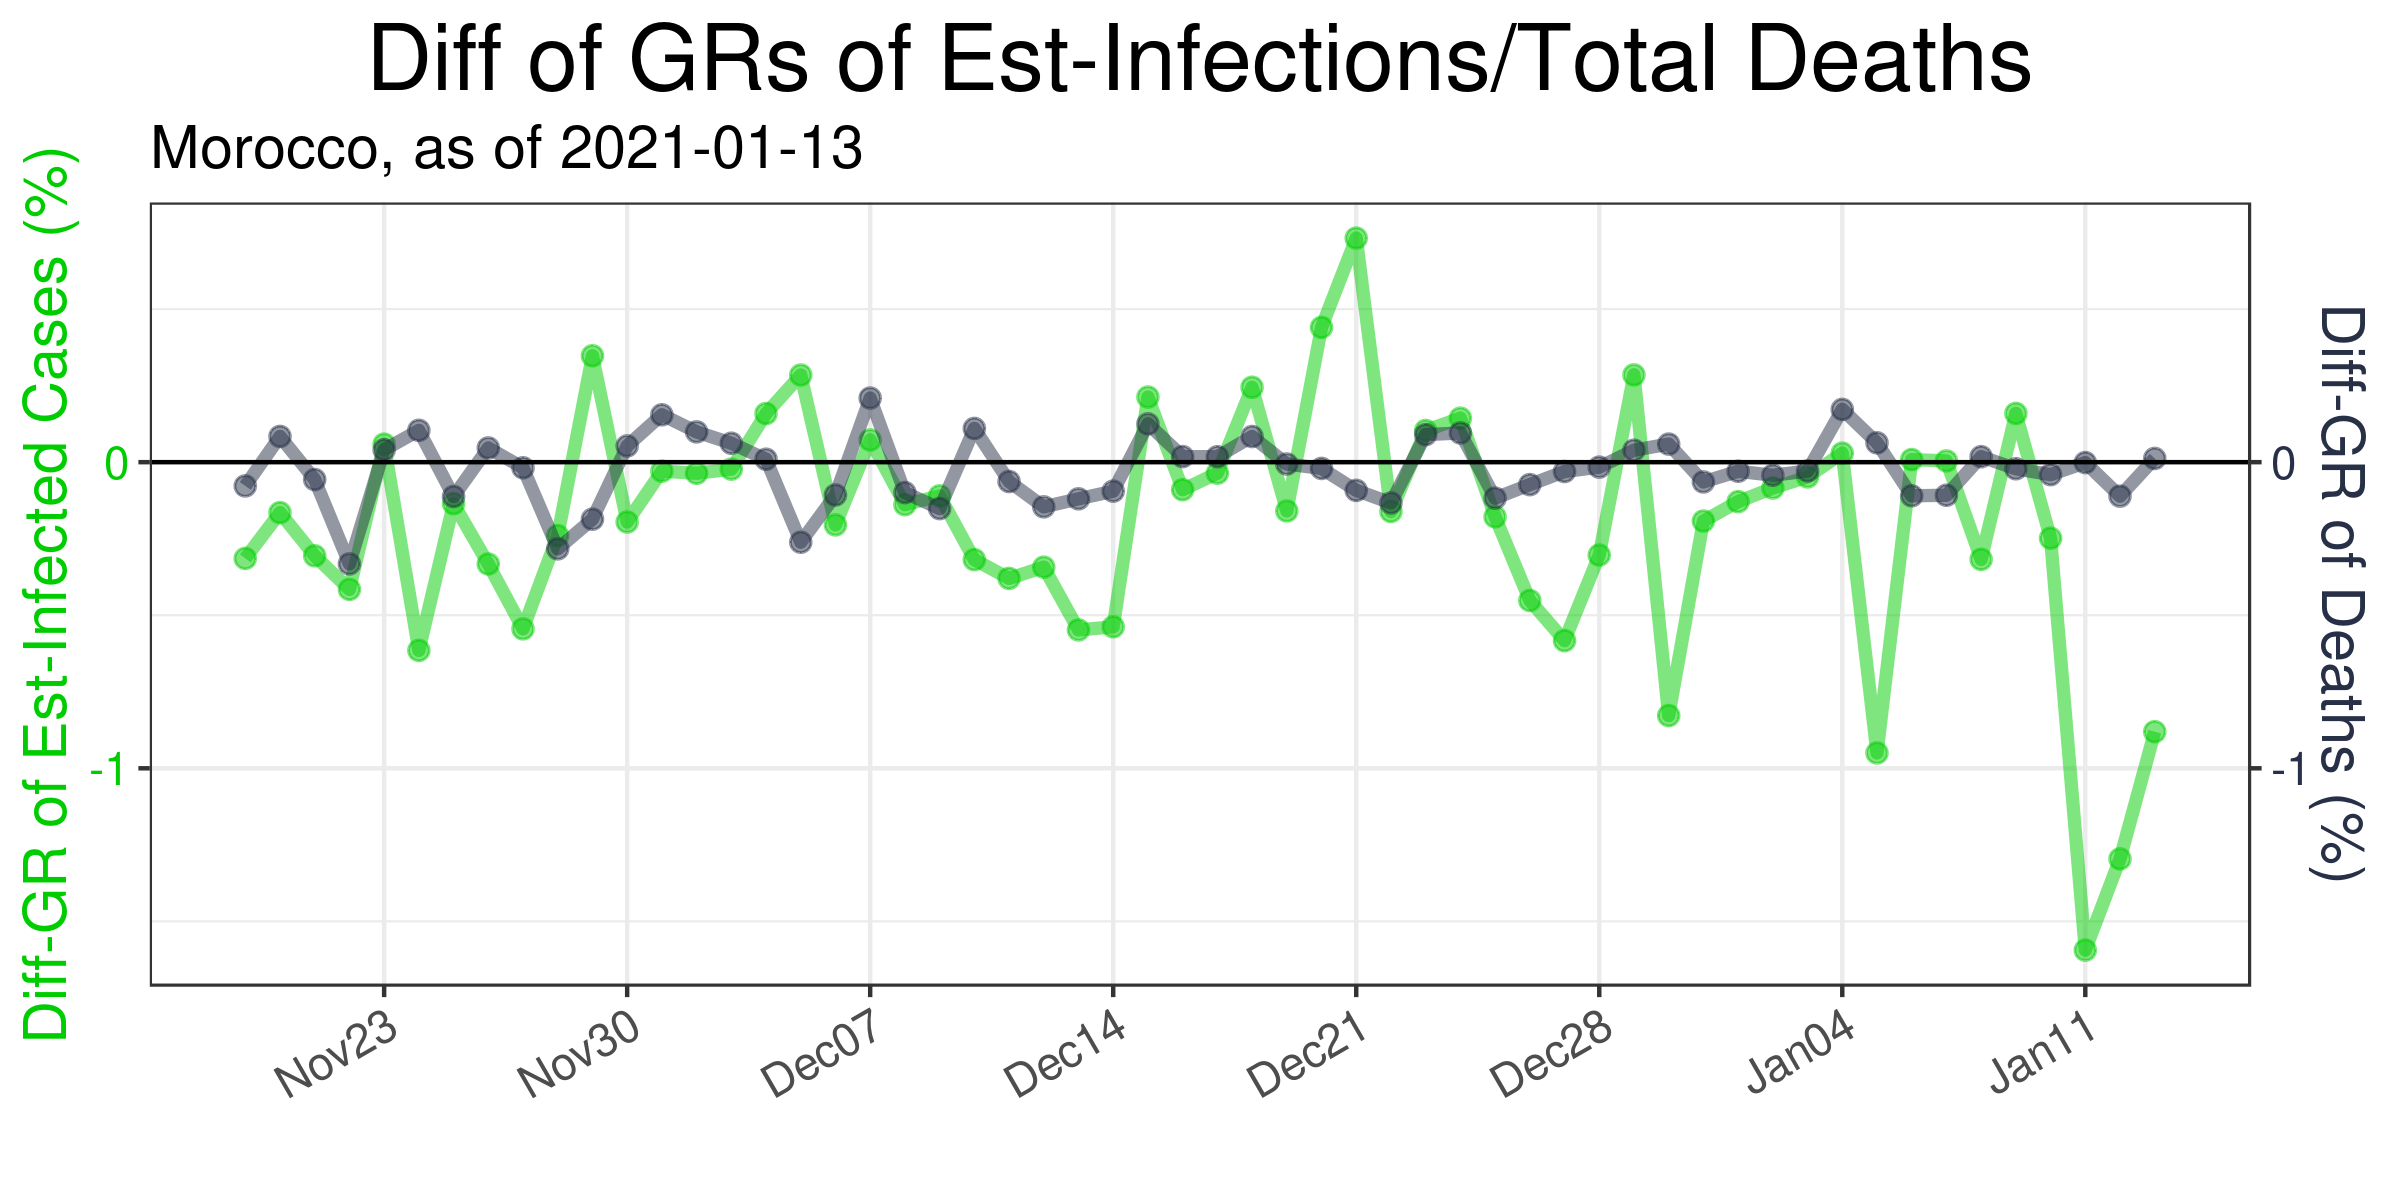 Diff of GRs of Est-Infections/Total Deaths
Morocco, as of 2021-01-13
Diff-GR of Est-Infected Cases (%)
0
-1
0
-1
Diff-GR of Deaths (%)
Nov23
Nov30
Dec07
Dec14
Dec21
Dec28
Jan04
Jan11